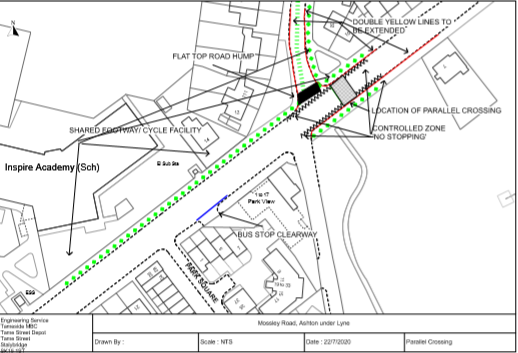 N
DOUBLE YELLOW LINES TO
BE EXTENDED
FLAT TOP ROAD HUMP
LOCATION OF PARALLEL CROSSING
SHARED FOOTWAY/ CYCLE FACILITY
CONTROLLED ZONE
'NO STOPPING'
El Sub Sta
Inspire Academy (Sch)
1 to 17
Park View
BUS STOP CLEARWAY
PARK SQUARE
ESS
Engineering Service
Tameside MBC
Tame Street Depot
Tame Street
Stalybridge
Mossley Road, Ashton under Lyne
Drawn By :
Scale : NTS
Date : 22/7/2020
Parallel Crossing